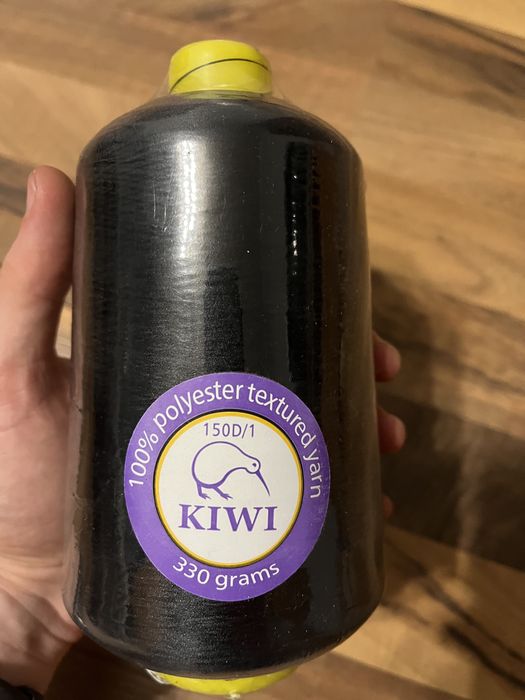 100% polyester textured yarn
150D/1
KIWI
330 grams